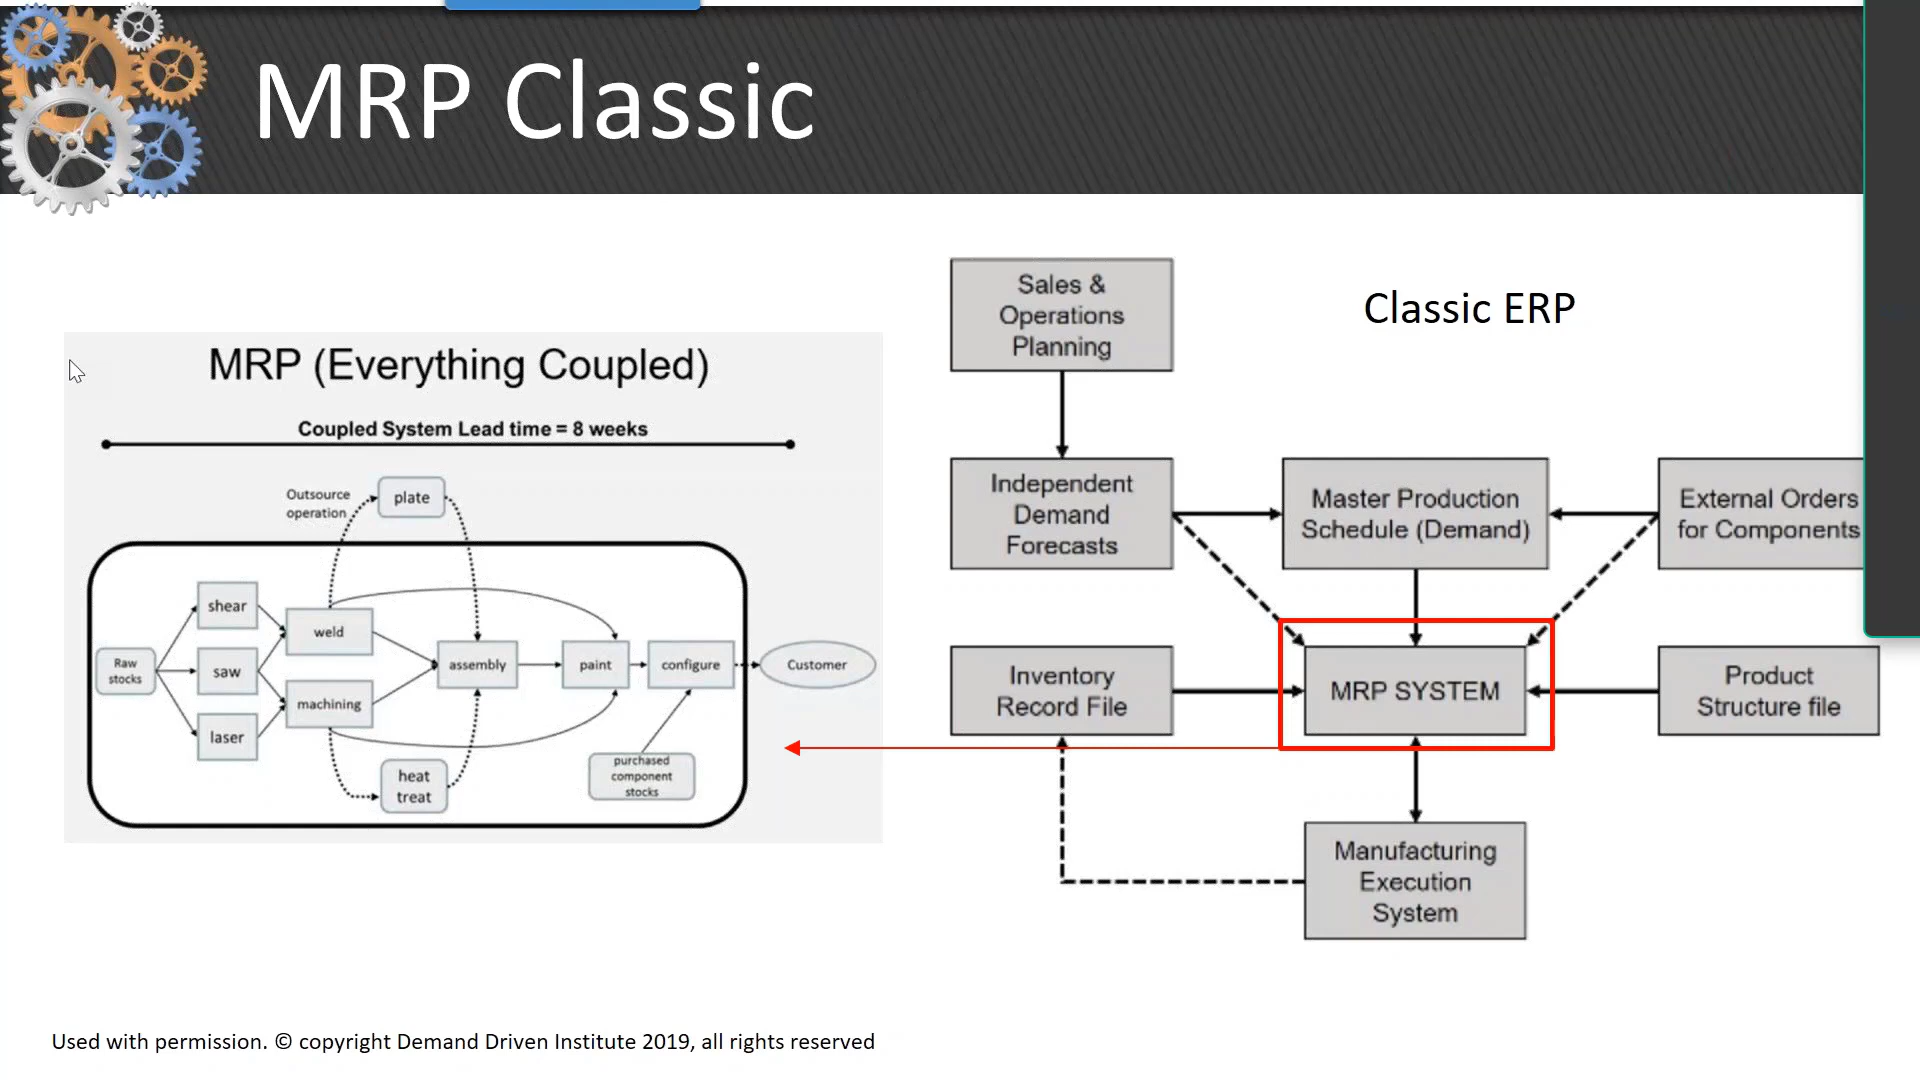 MRP Classic
MRP (Everything Coupled)
Coupled System Lead time = 8 weeks
Outsource
operation
plate
shear
weld
Raw
stocks
saw
assembly
paint
configure
Customer
machining
laser
heat
treat
purchased
component
stocks
Classic ERP
Sales &
Operations
Planning
Independent
Demand
Forecasts
Master Production
Schedule (Demand)
External Orders
for Components
Inventory
Record File
MRP SYSTEM
Product
Structure file
Manufacturing
Execution
System
Used with permission. © copyright Demand Driven Institute 2019, all rights reserved